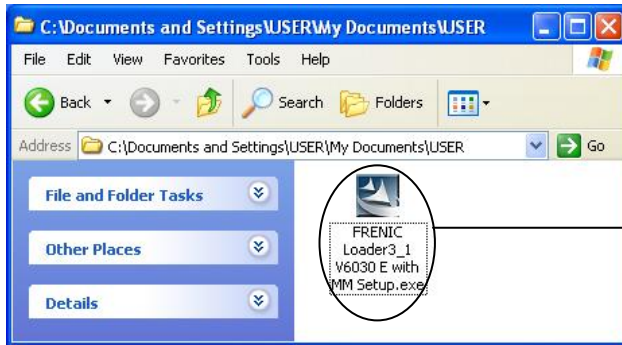 C:\Documents and Settings\USER\My Documents\USER
File Edit View Favorites Tools Help
Back Search Folders
Address C:\Documents and Settings\USER\My Documents\USER Go
File and Folder Tasks
Other Places
Details
FRENIC
Loader3_1
V6030 E with
MM Setup.exe